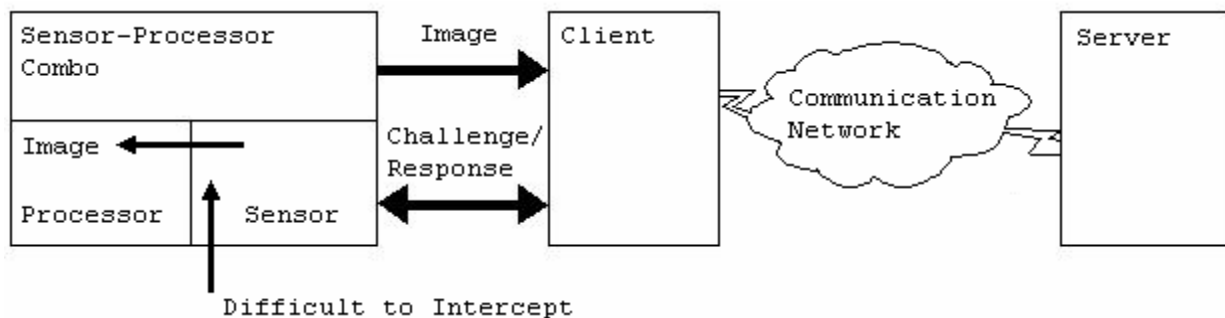 Sensor-Processor
Combo
Image
Processor
Sensor
Difficult to Intercept
Image
Challenge/
Response
Client
Communication
Network
Server